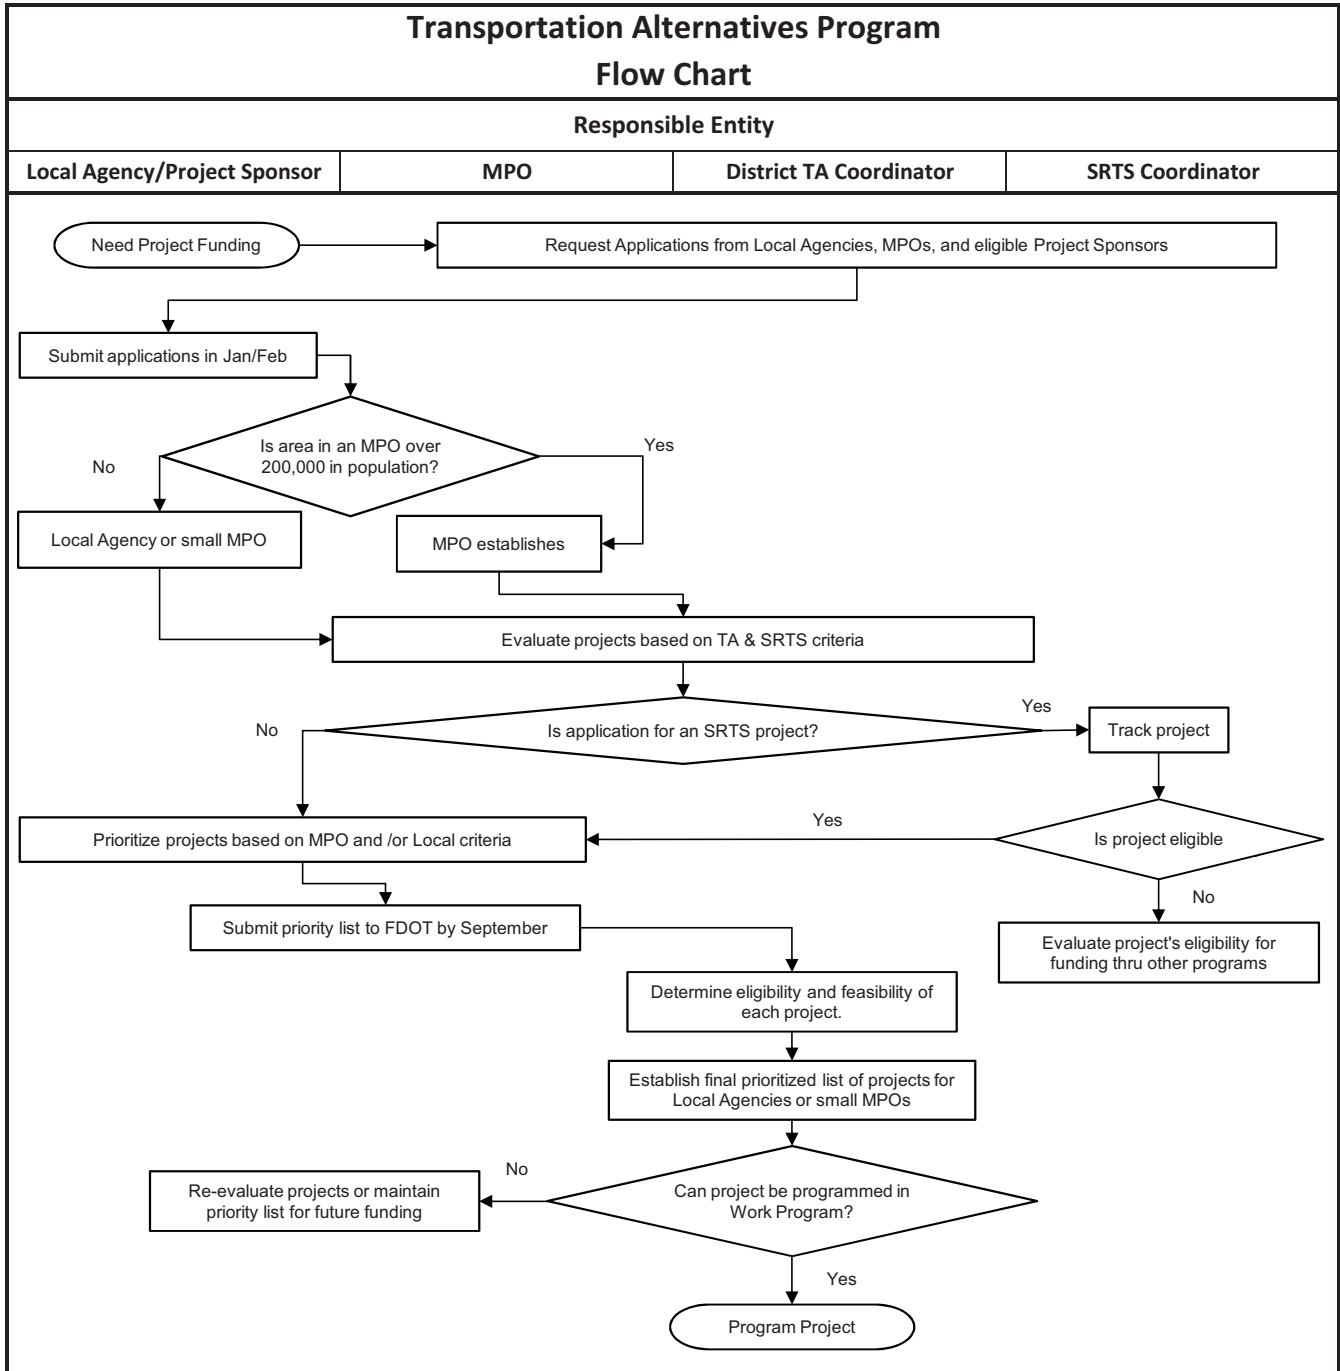 Transportation Alternatives Program
Flow Chart
Responsible Entity
Local Agency/Project Sponsor
MPO
District TA Coordinator
SRTS Coordinator
Need Project Funding
Request Applications from Local Agencies, MPOs, and eligible Project Sponsors
Submit applications in Jan/Feb
Is area in an MPO over
200,000 in population?
Yes
No
Local Agency or small MPO
MPO establishes
Evaluate projects based on TA & SRTS criteria
Is application for an SRTS project?
No
Yes
Track project
Prioritize projects based on MPO and /or Local criteria
Yes
Is project eligible
No
Submit priority list to FDOT by September
Evaluate project's eligibility for
funding thru other programs
Determine eligibility and feasibility of
each project.
Establish final prioritized list of projects for
Local Agencies or small MPOs
No
Re-evaluate projects or maintain
priority list for future funding
Can project be programmed in
Work Program?
Yes
Program Project